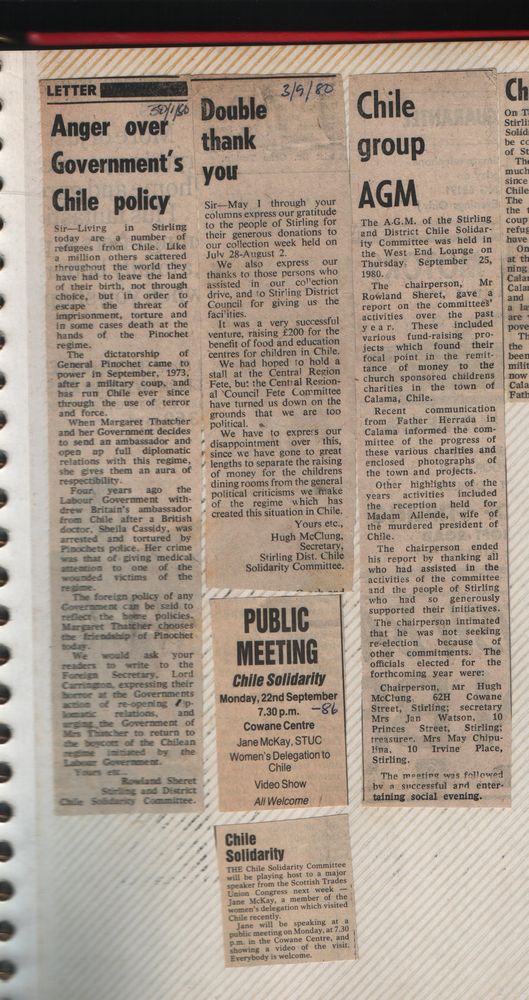 LETTER
30/1/80
Anger over
Government's
Chile policy
Sir—Living in Stirling
today are a number of
refugees from Chile. Like
a million others scattered
throughout the world they
have had to leave the land
of their birth, not through
choice, but in order to
escape the threat of
imprisonment, torture and
in some cases death at the
hands of the Pinochet
regime.
The dictatorship of
General Pinochet came to
power in September, 1973,
after a military coup, and
has run Chile ever since
through the use of terror
and force.
When Margaret Thatcher
and her Government decides
to send an ambassador and
open up full diplomatic
relations with this regime,
she gives them an aura of
respectibility.
Four years ago the
Labour Government with-
drew Britain's ambassador
from Chile after a British
doctor, Sheila Cassidy, was
arrested and tortured by
Pinochets police. Her crime
was that of giving medical
attention to one of the
wounded victims of the
regime.
The foreign policy of any
Government can be said to
reflect the home policies.
Margaret Thatcher chooses
the friendship of Pinochet
today.
We would ask your
readers to write to the
Foreign Secretary, Lord
Carrington, expressing their
horror at the Governments
action of re-opening
lomatic relations, and
urging the Government of
Mrs Thatcher to return to
the boycott of the Chilean
regime initiated by the
Labour Government.
Yours etc.,
Rowland Sheret
Stirling and District
Chile Solidarity Committee.
3/9/80
Double
thank
you
Sir—May I through your
columns express our gratitude
to the people of Stirling for
their generous donations to
our collection week held on
July 28-August 2.
We also express our
thanks to those persons who
assisted in our collection
drive, and to Stirling District
Council for giving us the
facilities.
It was a very successful
venture, raising £200 for the
benefit of food and education
centres for children in Chile.
We had hoped to hold a
stall at the Central Region
Fete, but the Central Region-
al Council Fete Committee
have turned us down on the
grounds that we are too
political.
We have to express our
disappointment over this,
since we have gone to great
lengths to separate the raising
of money for the childrens
dining rooms from the general
political criticisms we make
of the regime which has
created this situation in Chile.
Yours etc.,
Hugh McClung,
Secretary,
Stirling Dist. Chile
Solidarity Committee.
PUBLIC
MEETING
Chile Solidarity
Monday, 22nd September
7.30 p.m. -86
Cowane Centre
Jane McKay, STUC
Women's Delegation to
Chile
Video Show
All Welcome
Chile
Solidarity
THE Chile Solidarity Committee
will be playing host to a major
speaker from the Scottish Trades
Union Congress next week —
Jane McKay, a member of the
women's delegation which visited
Chile recently.
Jane will be speaking at a
public meeting on Monday, at 7.30
p.m. in the Cowane Centre, and
showing a video of the visit.
Everybody is welcome.
Chile
group
AGM
The A.G.M. of the Stirling
and District Chile Solidar-
ity Committee was held in
the West End Lounge on
Thursday, September 25,
1980.
The chairperson, Mr
Rowland Sheret, gave a
report on the committees'
activities over the past
year. These included
various fund-raising pro-
jects which found their
focal point in the remit-
tance of money to the
church sponsored childrens
charities in the town of
Calama, Chile.
Recent communication
from Father Herrada in
Calama informed the com-
mittee of the progress of
these various charities and
enclosed photographs of
the town and projects.
Other highlights of the
years activities included
the reception held for
Madam Allende, wife of
the murdered president of
Chile.
The chairperson ended
his report by thanking all
who had assisted in the
activities of the committee
and the people of Stirling
who had so generously
supported their initiatives.
The chairperson intimated
that he was not seeking
re-election because of
other commitments. The
officials elected for the
forthcoming year were:
Chairperson, Mr Hugh
McClung, 62H Cowane
Street, Stirling; secretary
Mrs Jan Watson, 10
Princes Street, Stirling;
treasurer, Mrs May Chipu-
lina, 10 Irvine Place,
Stirling.
The meeting was followed
by a successful and enter-
taining social evening.
Ch
On T
Stirli
Solid
be co
of St
The
much
since
Chile
The
the
coup
refug
have
On
at th
ning
Calar
Calar
and
a la
are
pove
Th
the
been
milit
now
Cala
Fath